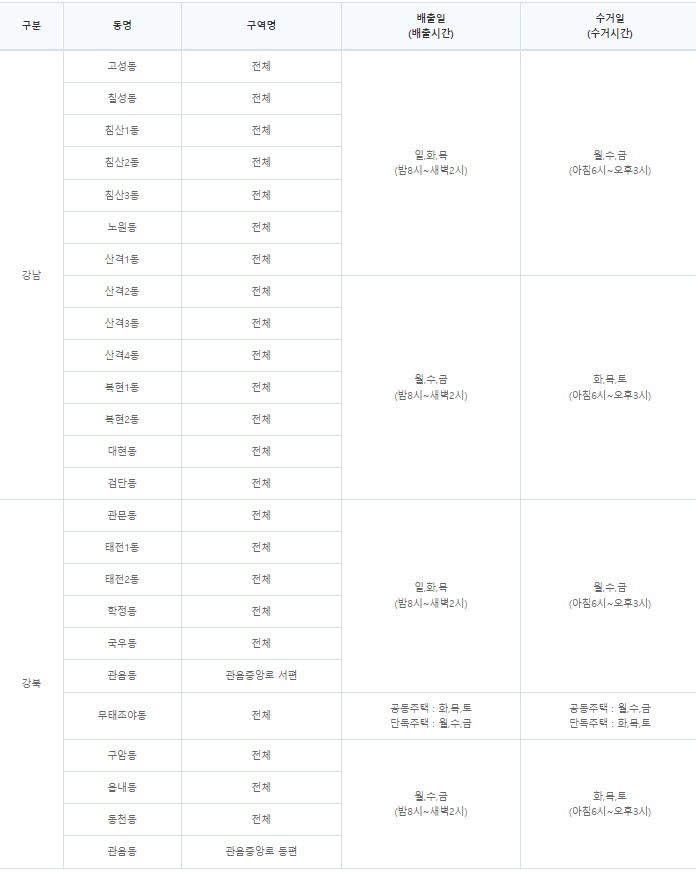 구분 동명 구역명 배출일 수거일
(배출시간) (수거시간)
강남
고성동 전체
칠성동 전체
침산1동 전체
침산2동 전체
침산3동 전체
노원동 전체
산격1동 전체
일,화,목 월,수,금
(밤8시~새벽2시) (아침6시~오후3시)
산격2동 전체
산격3동 전체
산격4동 전체
복현1동 전체
복현2동 전체
대현동 전체
검단동 전체
월,수,금 화,목,토
(밤8시~새벽2시) (아침6시~오후3시)
강북
관문동 전체
태전1동 전체
태전2동 전체
학정동 전체
국우동 전체
관음동 관음중앙로 서편
일,화,목 월,수,금
(밤8시~새벽2시) (아침6시~오후3시)
무태조야동 전체
공동주택 : 화,목,토 공동주택 : 월,수,금
단독주택 : 월,수,금 단독주택 : 화,목,토
구암동 전체
읍내동 전체
동천동 전체
관음동 관음중앙로 동편
월,수,금 화,목,토
(밤8시~새벽2시) (아침6시~오후3시)